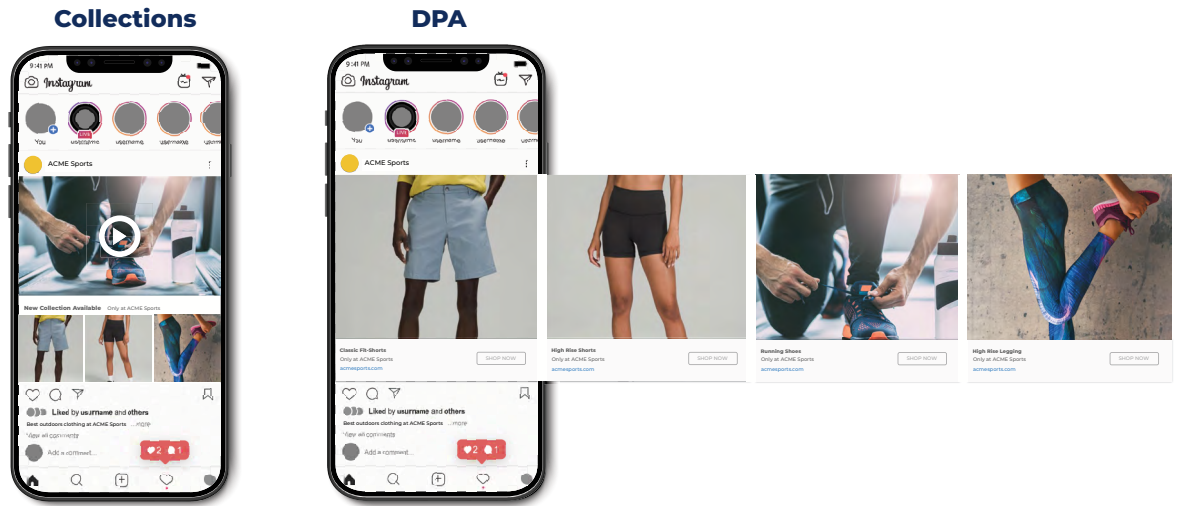 Collections
DPA
9:41 PM
Instagram
You
LIVE
username
username
username
ACME Sports
New Collection Available Only at ACME Sports
Liked by usurname and others
Best outdoors clothing at ACME Sports ...more
View all comments
Add a comment...
2 1
9:41 PM
Instagram
You
LIVE
username
username
username
ACME Sports
Classic Fit-Shorts
Only at ACME Sports
acmesports.com
SHOP NOW
High Rise Shorts
Only at ACME Sports
acmesports.com
SHOP NOW
Running Shoes
Only at ACME Sports
acmesports.com
SHOP NOW
High Rise Legging
Only at ACME Sports
acmesports.com
SHOP NOW
Liked by usurname and others
Best outdoors clothing at ACME Sports ...more
View all comments
Add a comment...
2 1